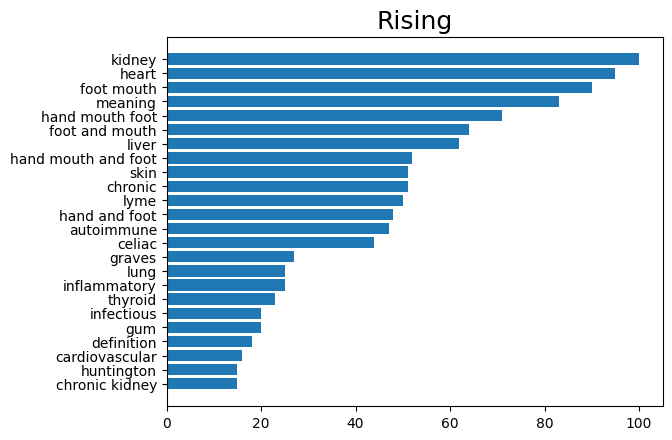 Rising
kidney
heart
foot mouth
meaning
hand mouth foot
foot and mouth
liver
hand mouth and foot
skin
chronic
lyme
hand and foot
autoimmune
celiac
graves
lung
inflammatory
thyroid
infectious
gum
definition
cardiovascular
huntington
chronic kidney
0 20 40 60 80 100